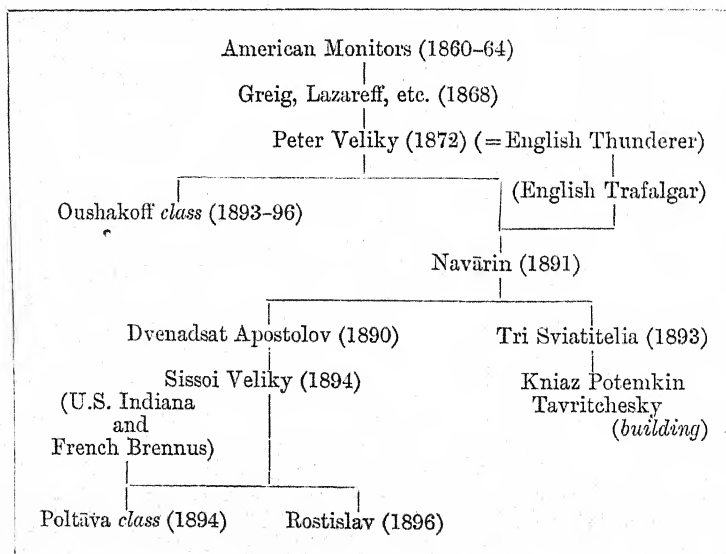 American Monitors (1860–64)
Greig, Lazareff, etc. (1868)
Peter Veliky (1872) (=English Thunderer)
(English Trafalgar)
Oushakoff class (1893–96)
Navārin (1891)
Dvenadsat Apostolov (1890)
Tri Sviatitelia (1893)
Sissoi Veliky (1894)
Kniaz Potemkin
Tavritchesky
(building)
(U.S. Indiana
and
French Brennus)
Poltāva class (1894)
Rostislav (1896)